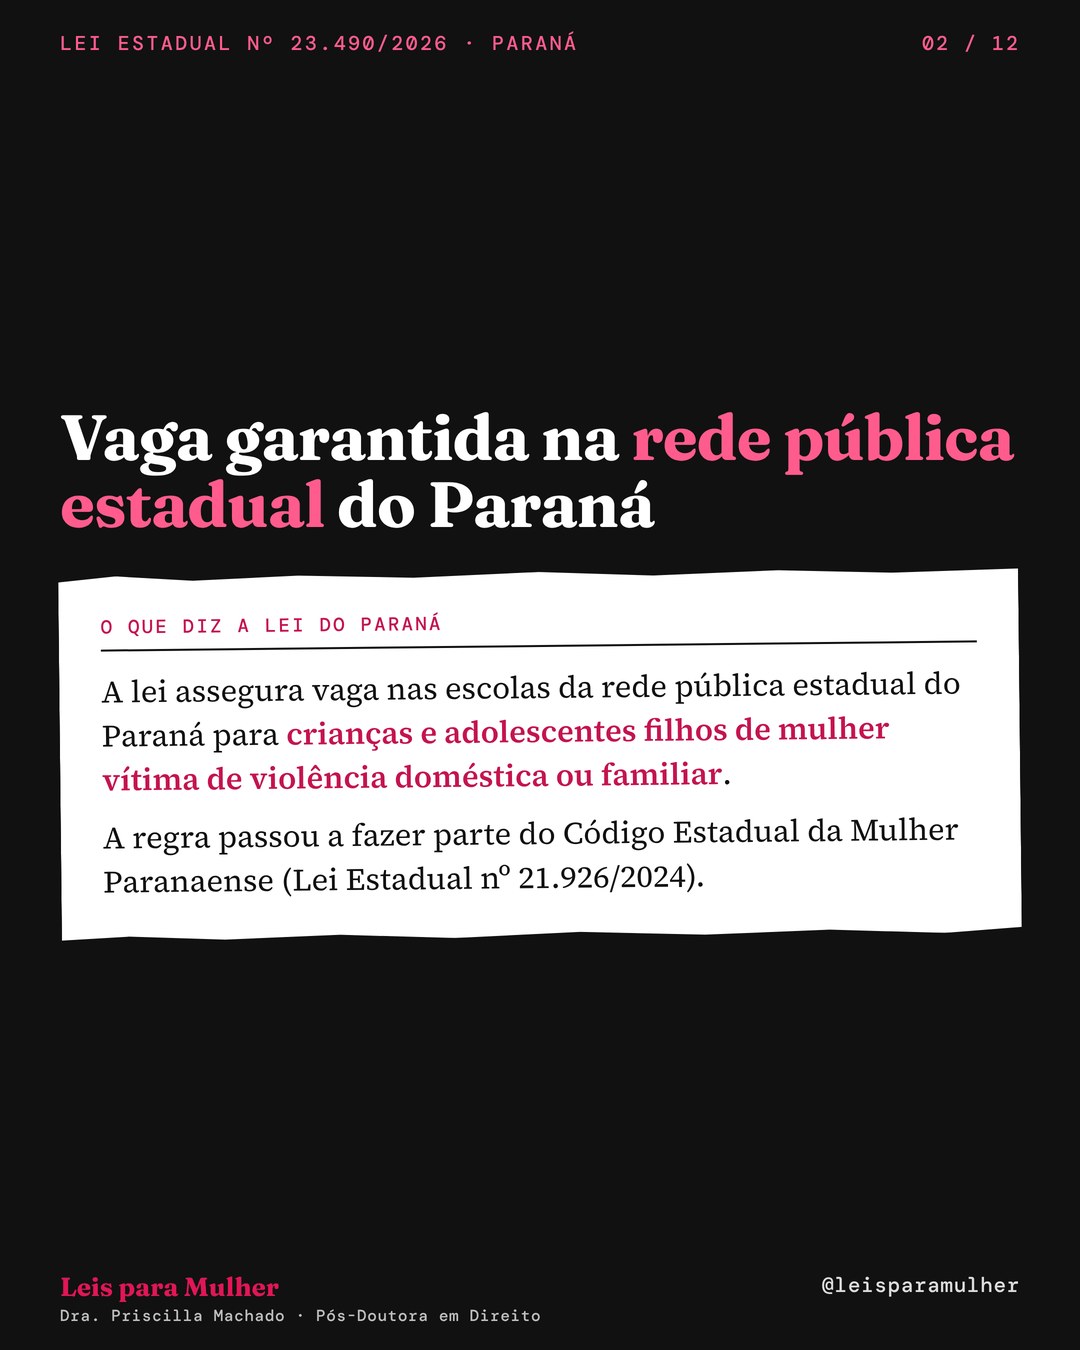 LEI ESTADUAL Nº 23.490/2026 · PARANÁ
02 / 12
Vaga garantida na rede pública
estadual do Paraná
O QUE DIZ A LEI DO PARANÁ
A lei assegura vaga nas escolas da rede pública estadual do
Paraná para crianças e adolescentes filhos de mulher
vítima de violência doméstica ou familiar.
A regra passou a fazer parte do Código Estadual da Mulher
Paranaense (Lei Estadual nº 21.926/2024).
Leis para Mulher
@leisparamulher
Dra. Priscilla Machado · Pós-Doutora em Direito